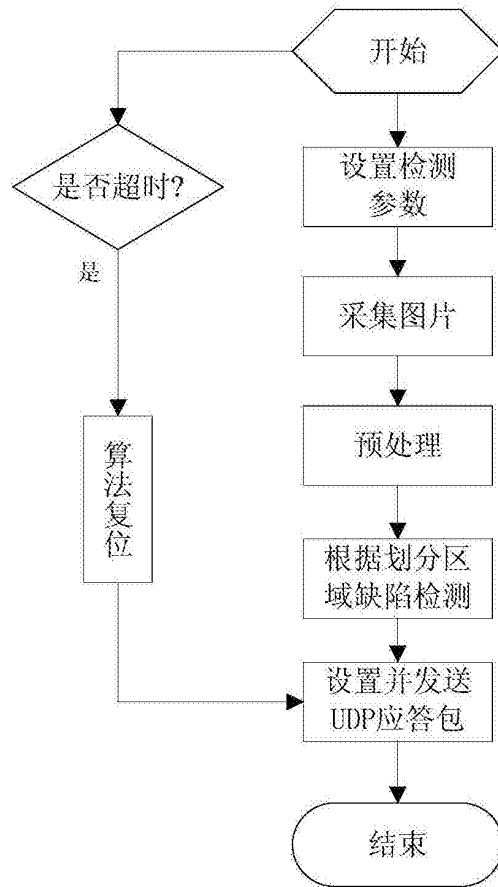 开始
是否超时?
设置检测
参数
是
采集图片
预处理
算
法
复
位
根据划分区
域缺陷检测
设置并发送
UDP应答包
结束